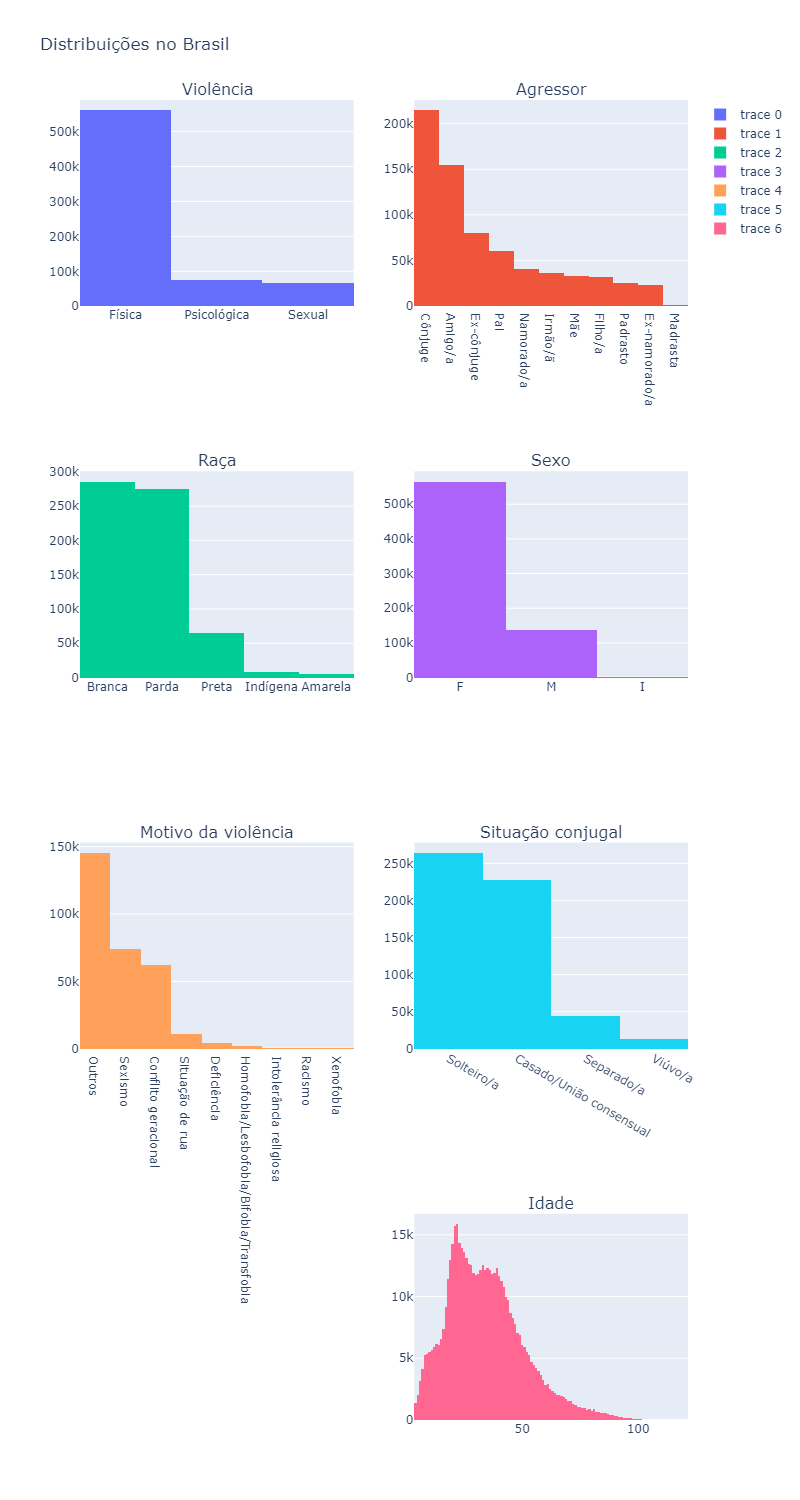 Distribuições no Brasil
Violência
500k
400k
300k
200k
100k
0
Física
Psicológica
Sexual
Agressor
200k
150k
100k
50k
0
Cônjuge
Amigo/a
Ex-cônjuge
Pai
Namorado/a
Irmão/ã
Mãe
Filho/a
Padrasto
Ex-namorado/a
Madrasta
trace 0
trace 1
trace 2
trace 3
trace 4
trace 5
trace 6
Raça
300k
250k
200k
150k
100k
50k
0
Branca
Parda
Preta
Indígena
Amarela
Sexo
500k
400k
300k
200k
100k
0
F
M
I
Motivo da violência
150k
100k
50k
0
Outros
Sexismo
Conflito geracional
Situação de rua
Deficência
Homofobia/Lesbofobia/Bifobia/Transfobia
Intolerância religiosa
Racismo
Xenofobia
Situação conjugal
250k
200k
150k
100k
50k
0
Solteiro/a
Casado/União consensual
Separado/a
Viúvo/a
Idade
15k
10k
5k
0
50
100